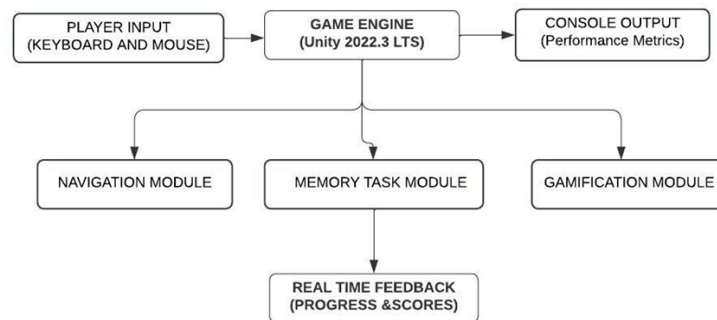 PLAYER INPUT
(KEYBOARD AND MOUSE)
GAME ENGINE
(Unity 2022.3 LTS)
CONSOLE OUTPUT
(Performance Metrics)
NAVIGATION MODULE
MEMORY TASK MODULE
GAMIFICATION MODULE
REAL TIME FEEDBACK
(PROGRESS &SCORES)